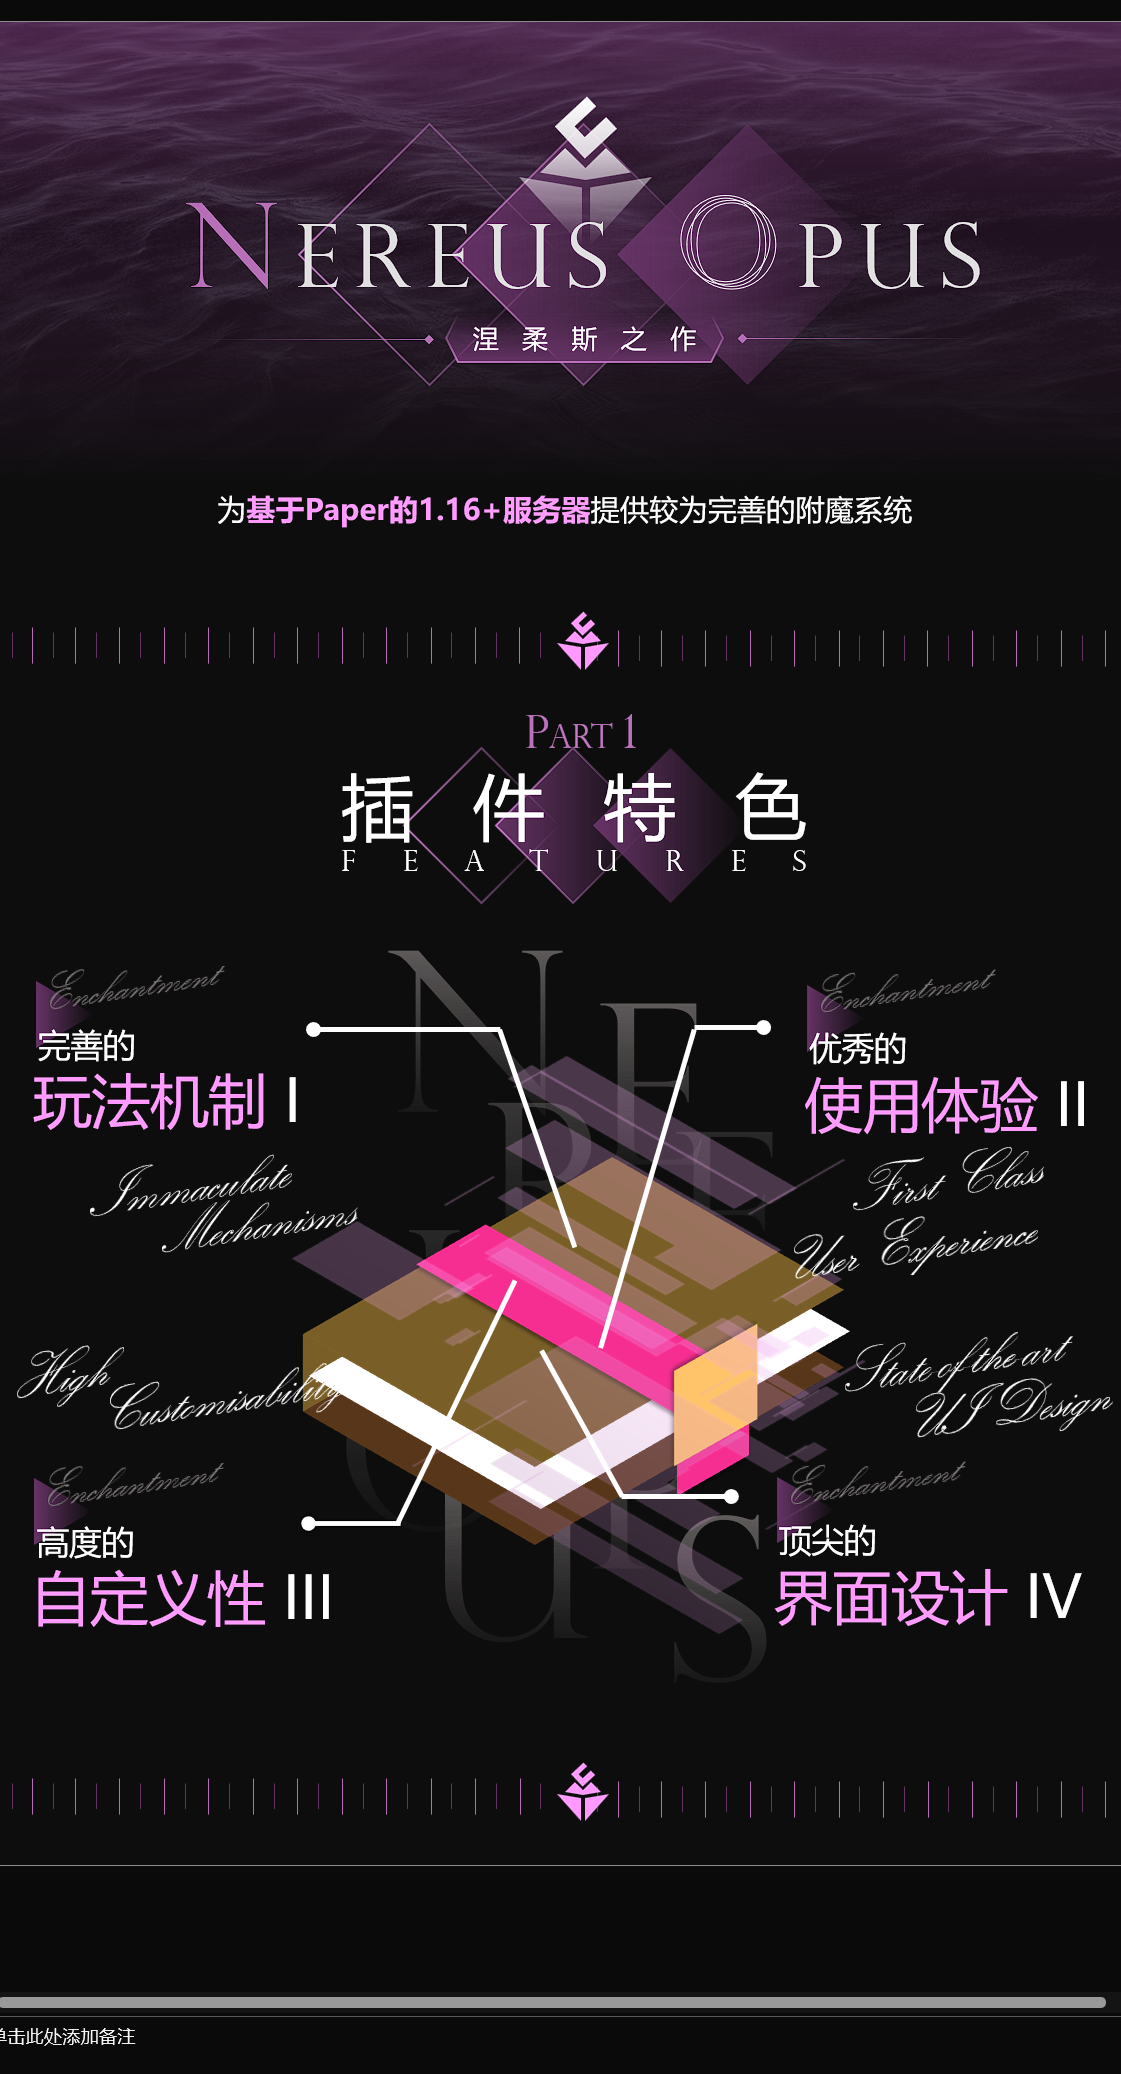 NEREUS OPUS
涅柔斯之作
为基于Paper的1.16+服务器提供较为完善的附魔系统
PART 1
插件特色
FEATURES
Enchantment
完善的
玩法机制 I
Immaculate
Mechanisms
Enchantment
优秀的
使用体验 II
First Class
User Experience
NEREUS
OPUS
High
Customisability
Enchantment
高度的
自定义性 III
State of the art
UI Design
Enchantment
顶尖的
界面设计 IV
单击此处添加备注